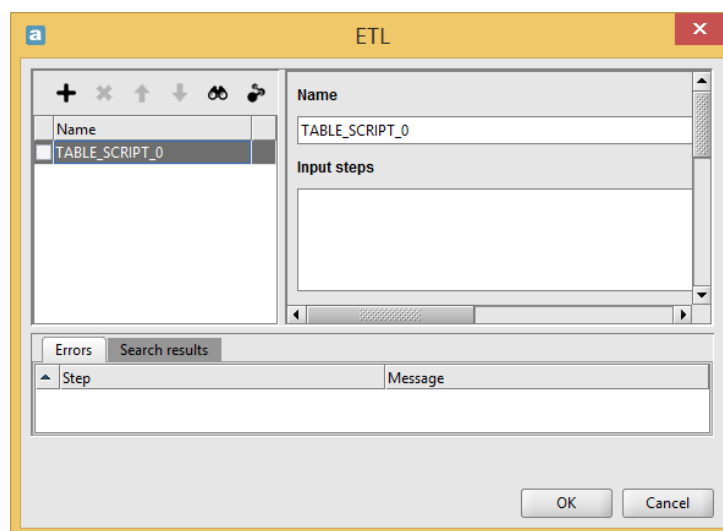 a
ETL
Name
TABLE_SCRIPT_0
Name
TABLE_SCRIPT_0
Input steps
Errors
Search results
Step
Message
OK
Cancel